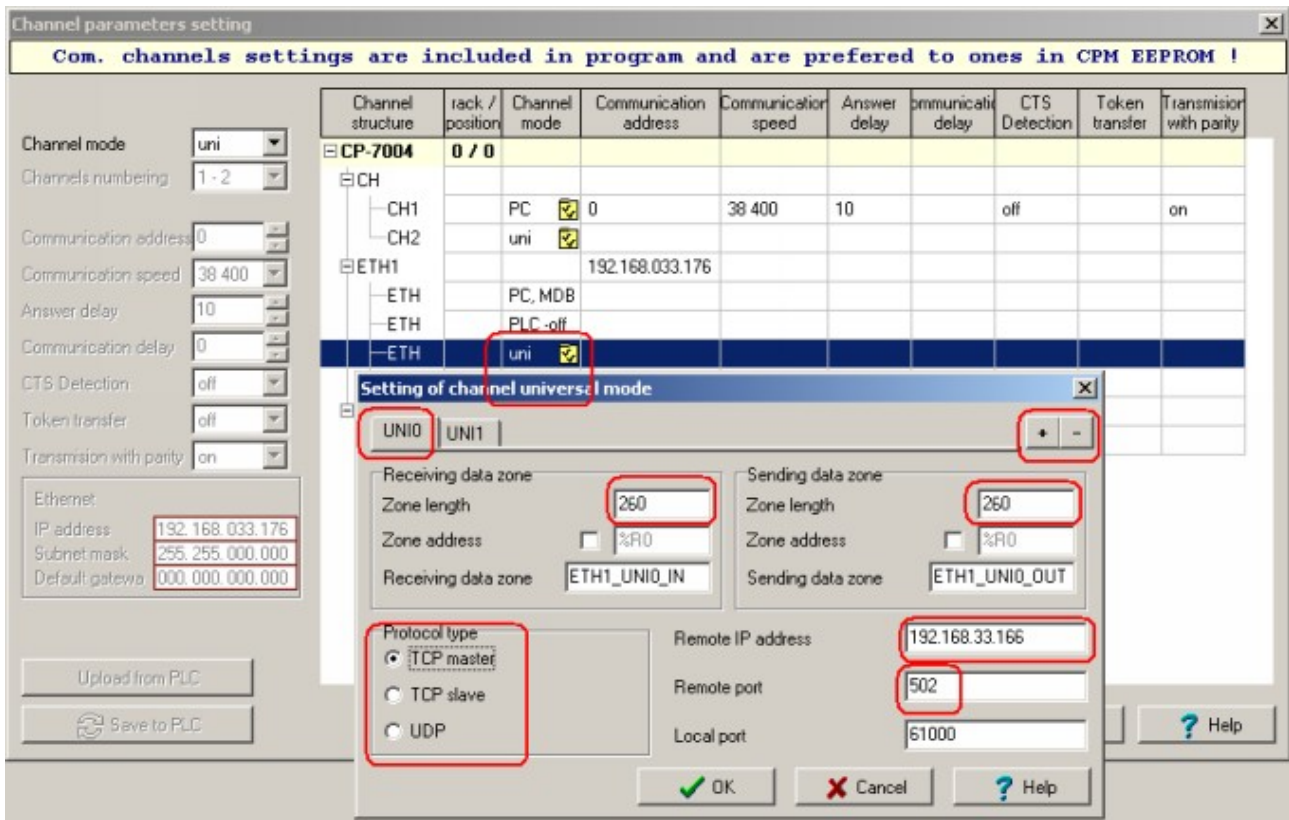 Channel parameters setting
Com. channels settings are included in program and are prefered to ones in CPM EEPROM !
Channel mode uni
Channels numbering 1 - 2
Communication address 0
Communication speed 38 400
Answer delay 10
Communication delay 0
CTS Detection off
Token transfer off
Transmision with parity on
Ethernet
IP address 192. 168. 033. 176
Subnet mask 255. 255. 000. 000
Default gatewa 000. 000. 000. 000
Upload from PLC
Save to PLC
Channel structure rack / position Channel mode Communication address Communication speed Answer delay ommunicatio delay CTS Detection Token transfer Transmision with parity
CP-7004 0 / 0
CH
CH1 PC 0 38 400 10 off on
CH2 uni
ETH1 192.168.033.176
ETH PC, MDB
ETH PLC -off
ETH uni
Setting of channel universal mode
UNI0 UNI1 + -
Receiving data zone
Zone length 260
Zone address %R0
Receiving data zone ETH1_UNI0_IN
Sending data zone
Zone length 260
Zone address %R0
Sending data zone ETH1_UNI0_OUT
Protocol type
TCP master
TCP slave
UDP
Remote IP address 192.168.33.166
Remote port 502
Local port 61000
OK Cancel Help
Help